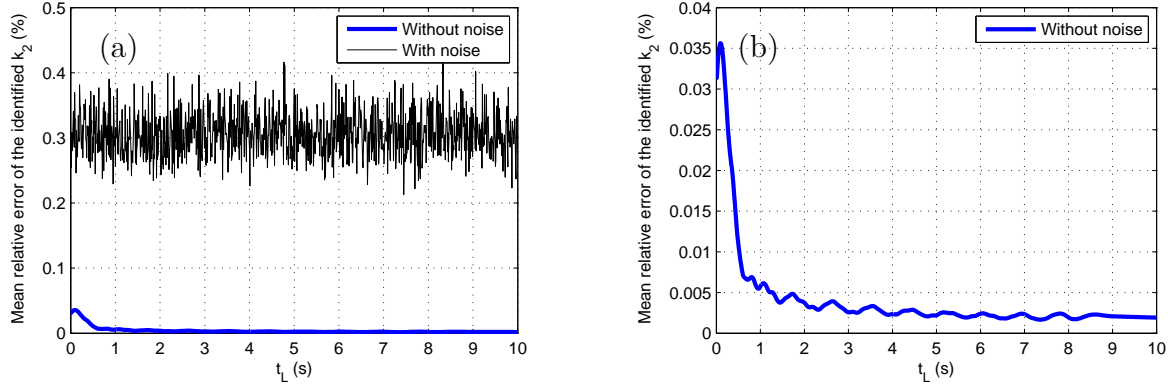 (a)
Without noise
With noise
Mean relative error of the identified k2 (%)
0.5
0.4
0.3
0.2
0.1
0
0 1 2 3 4 5 6 7 8 9 10
tL (s)
(b)
Without noise
Mean relative error of the identified k2 (%)
0.04
0.035
0.03
0.025
0.02
0.015
0.01
0.005
0
0 1 2 3 4 5 6 7 8 9 10
tL (s)